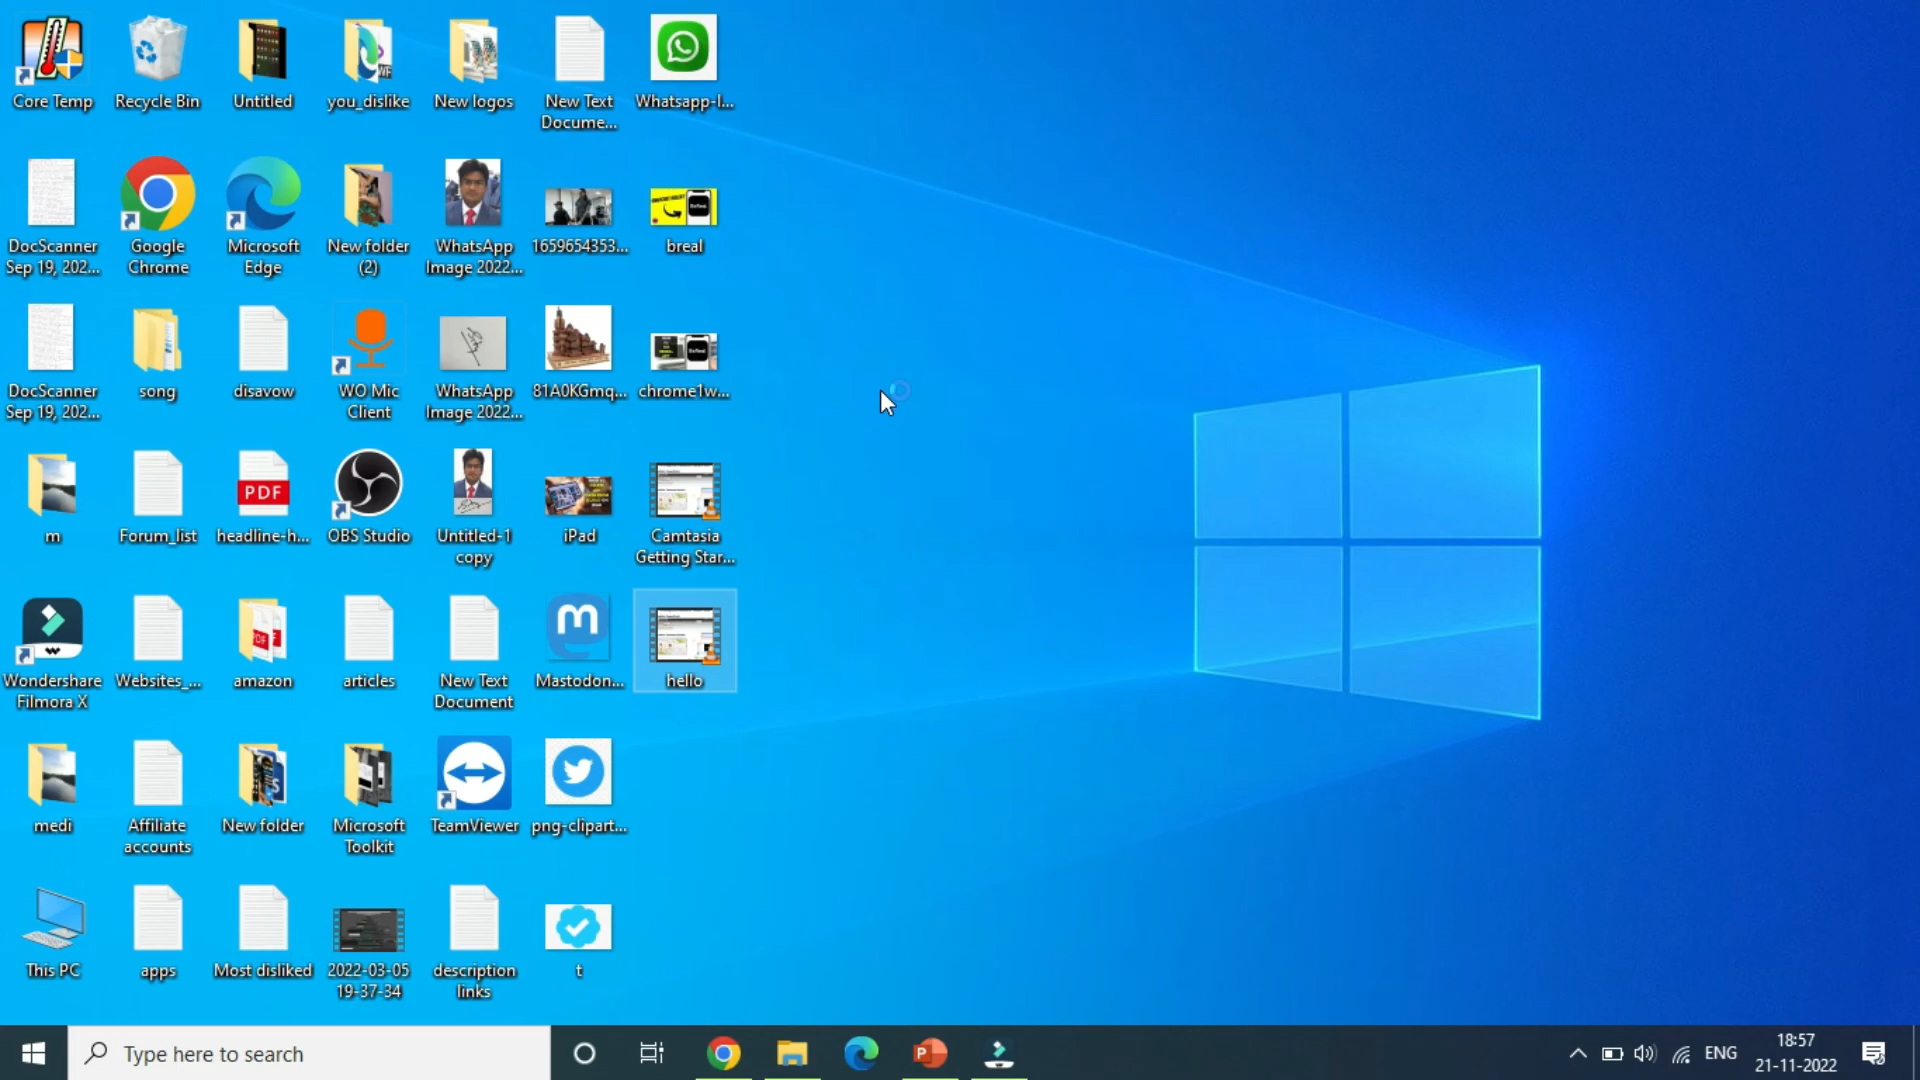 Core Temp
Recycle Bin
Untitled
you_dislike
New logos
New Text
Docume...
Whatsapp-l...
DocScanner
Sep 19, 202...
Google
Chrome
Microsoft
Edge
New folder
(2)
WhatsApp
Image 2022...
1659654353...
breal
DocScanner
Sep 19, 202...
song
disavow
WO Mic
Client
WhatsApp
Image 2022...
81A0KGmq...
chrome1w...
m
Forum_list
PDF
headline-h...
OBS Studio
Untitled-1
copy
iPad
Camtasia
Getting Star...
Wondershare
Filmora X
Websites_...
amazon
articles
New Text
Document
Mastodon...
hello
medi
Affiliate
accounts
New folder
Microsoft
Toolkit
TeamViewer
png-clipart...
This PC
apps
Most disliked
2022-03-05
19-37-34
description
links
t
Type here to search
ENG
18:57
21-11-2022